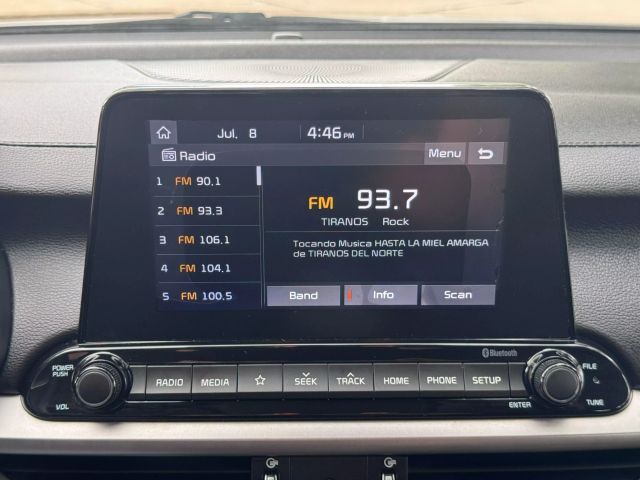 Jul. 8 4:46 PM
Radio Menu
1 FM 90.1
2 FM 93.3
3 FM 106.1
4 FM 104.1
5 FM 100.5
FM 93.7
TIRANOS Rock
Tocando Musica HASTA LA MIEL AMARGA
de TIRANOS DEL NORTE
Band Info Scan
Bluetooth
POWER
PUSH
VOL
RADIO MEDIA SEEK TRACK HOME PHONE SETUP
FILE
ENTER TUNE